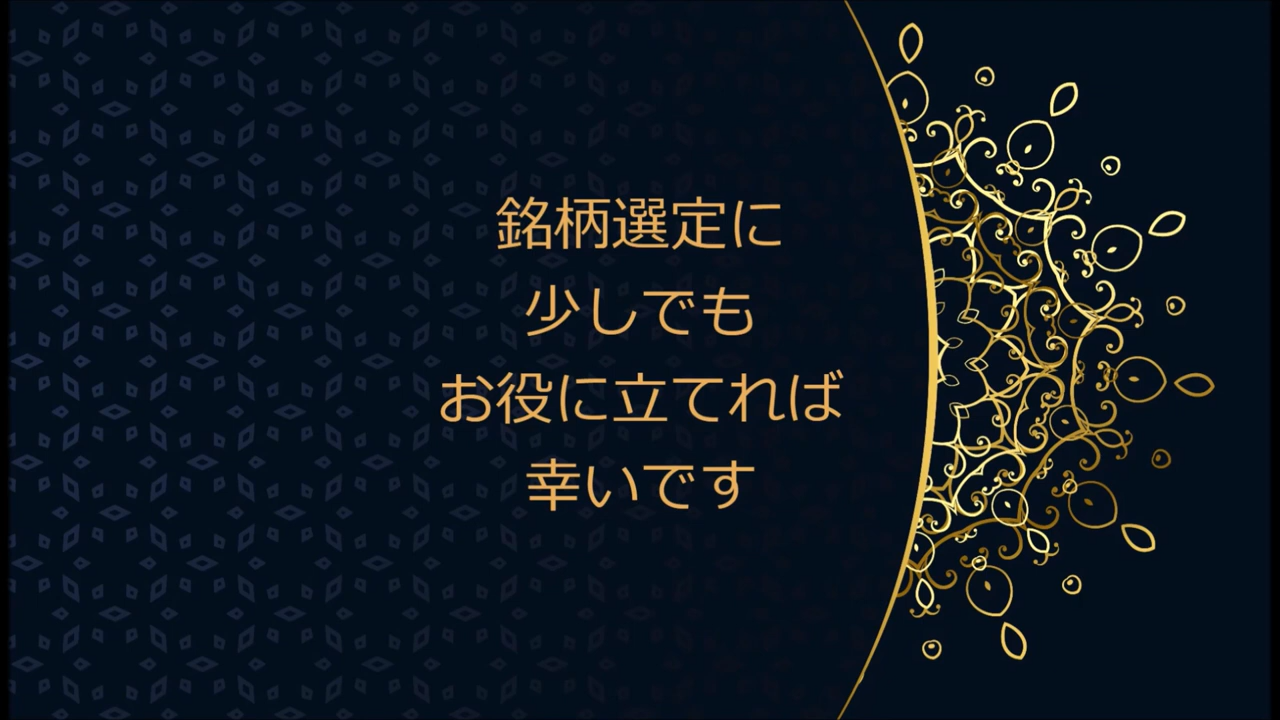 銘柄選定に
少しでも
お役に立てれば
幸いです